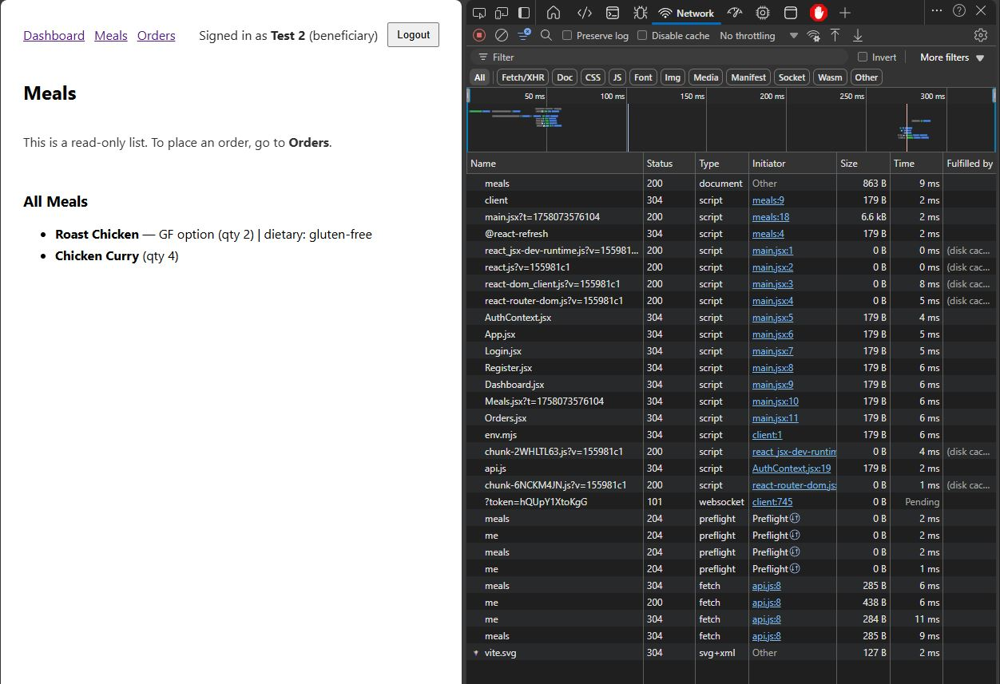 Dashboard Meals Orders Signed in as Test 2 (beneficiary) Logout
Meals
This is a read-only list. To place an order, go to Orders.
All Meals
• Roast Chicken — GF option (qty 2) | dietary: gluten-free
• Chicken Curry (qty 4)
Network
Preserve log Disable cache No throttling
Filter Invert More filters
All Fetch/XHR Doc CSS JS Font Img Media Manifest Socket Wasm Other
50 ms 100 ms 150 ms 200 ms 250 ms 300 ms
Name Status Type Initiator Size Time Fulfilled by
meals 200 document Other 863 B 9 ms
client 304 script meals:9 179 B 2 ms
main.jsx?t=1758073576104 200 script meals:18 6.6 kB 2 ms
@react-refresh 304 script meals:4 179 B 2 ms
react_jsx-dev-runtime.js?v=155981... 200 script main.jsx:1 0 B 0 ms (disk cac...
react.js?v=155981c1 200 script main.jsx:2 0 B 0 ms (disk cac...
react-dom_client.js?v=155981c1 200 script main.jsx:3 0 B 8 ms (disk cac...
react-router-dom.js?v=155981c1 200 script main.jsx:4 0 B 5 ms (disk cac...
AuthContext.jsx 304 script main.jsx:5 179 B 4 ms
App.jsx 304 script main.jsx:6 179 B 5 ms
Login.jsx 304 script main.jsx:7 179 B 5 ms
Register.jsx 304 script main.jsx:8 179 B 6 ms
Dashboard.jsx 304 script main.jsx:9 179 B 6 ms
Meals.jsx?t=1758073576104 304 script main.jsx:10 179 B 6 ms
Orders.jsx 304 script main.jsx:11 179 B 6 ms
env.mjs 304 script client:1 179 B 6 ms
chunk-2WHLTL63.js?v=155981c1 200 script react_jsx-dev-runtim 0 B 4 ms (disk cac...
api.js 304 script AuthContext.jsx:19 179 B 2 ms
chunk-6NCKM4JN.js?v=155981c1 200 script react-router-dom.js: 0 B 1 ms (disk cac...
?token=hQUpY1XtoKgG 101 websocket client:745 0 B Pending
meals 204 preflight Preflight 0 B 2 ms
me 204 preflight Preflight 0 B 2 ms
meals 204 preflight Preflight 0 B 2 ms
me 204 preflight Preflight 0 B 1 ms
meals 304 fetch api.js:8 285 B 6 ms
me 200 fetch api.js:8 438 B 6 ms
me 304 fetch api.js:8 284 B 11 ms
meals 304 fetch api.js:8 285 B 9 ms
vite.svg 304 svg+xml Other 127 B 2 ms